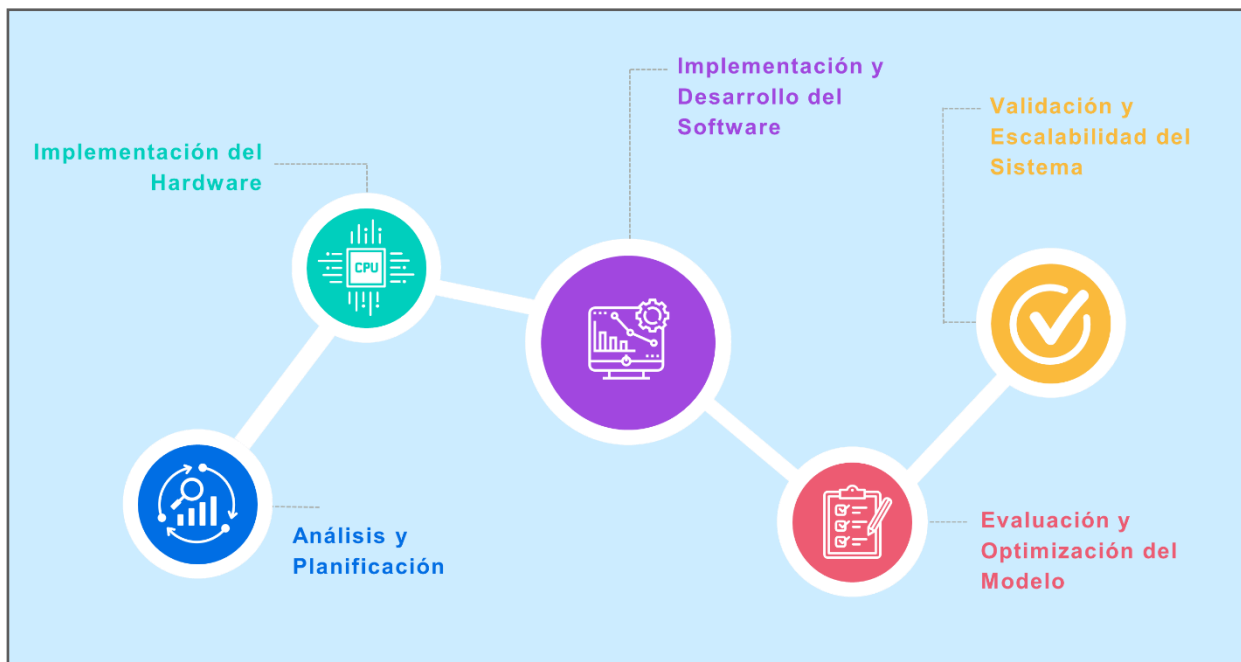 Implementación y
Desarrollo del
Software
Validación y
Escalabilidad del
Sistema
Implementación del
Hardware
CPU
Análisis y
Planificación
Evaluación y
Optimización del
Modelo